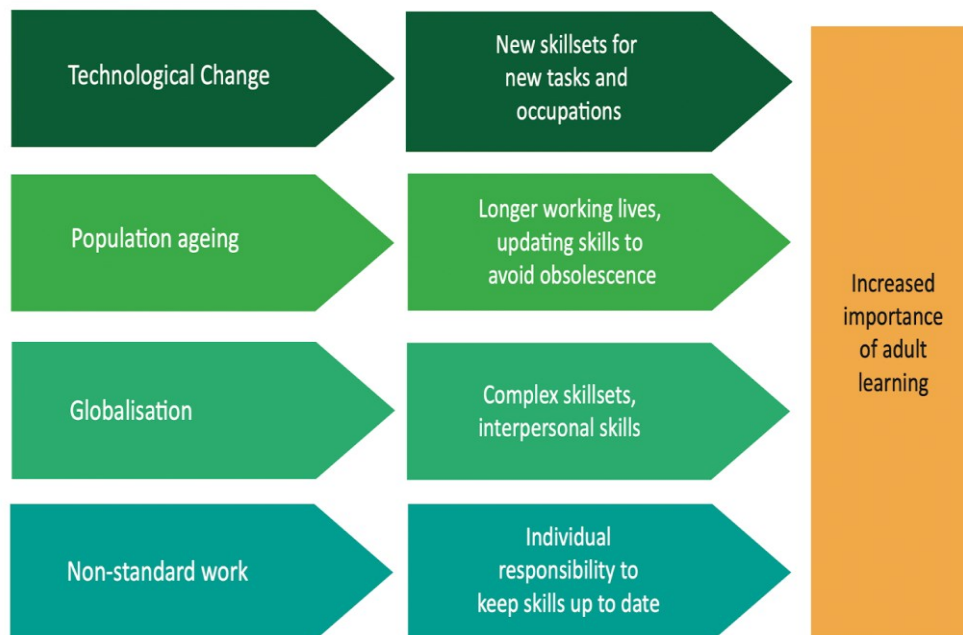 Technological Change
New skillsets for
new tasks and
occupations
Population ageing
Longer working lives,
updating skills to
avoid obsolescence
Globalisation
Complex skillsets,
interpersonal skills
Non-standard work
Individual
responsibility to
keep skills up to date
Increased
importance
of adult
learning